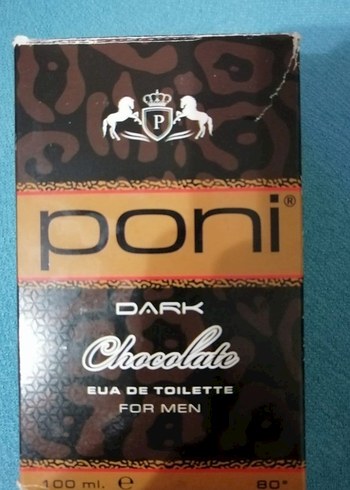 P
poni®
DARK
Chocolate
EUA DE TOILETTE
FOR MEN
100 ml. e 80°